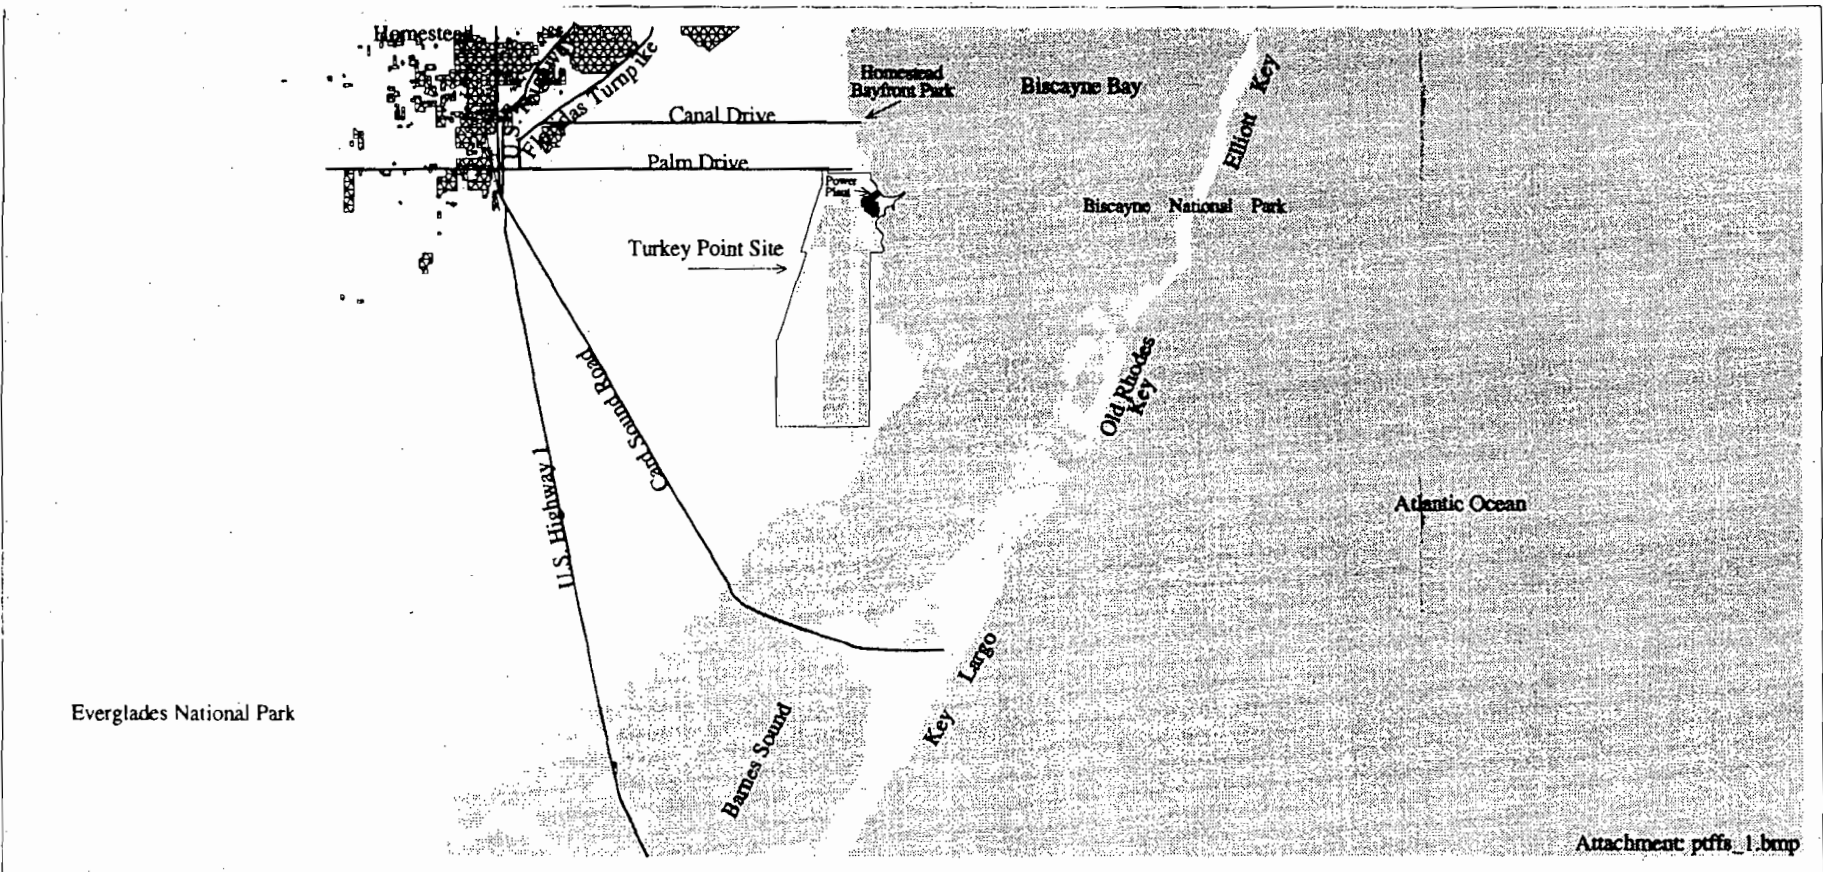 Homestead
Homestead
Bayfront Park
Biscayne Bay
Elliott Key
U.S. Highway
Floridas Turnpike
Canal Drive
Palm Drive
Power
Plant
Biscayne National Park
Turkey Point Site
Old Rhodes
Key
Card Sound Road
U.S. Highway 1
Atlantic Ocean
Key Largo
Everglades National Park
Barnes Sound
Attachment: ptffs_1.bmp